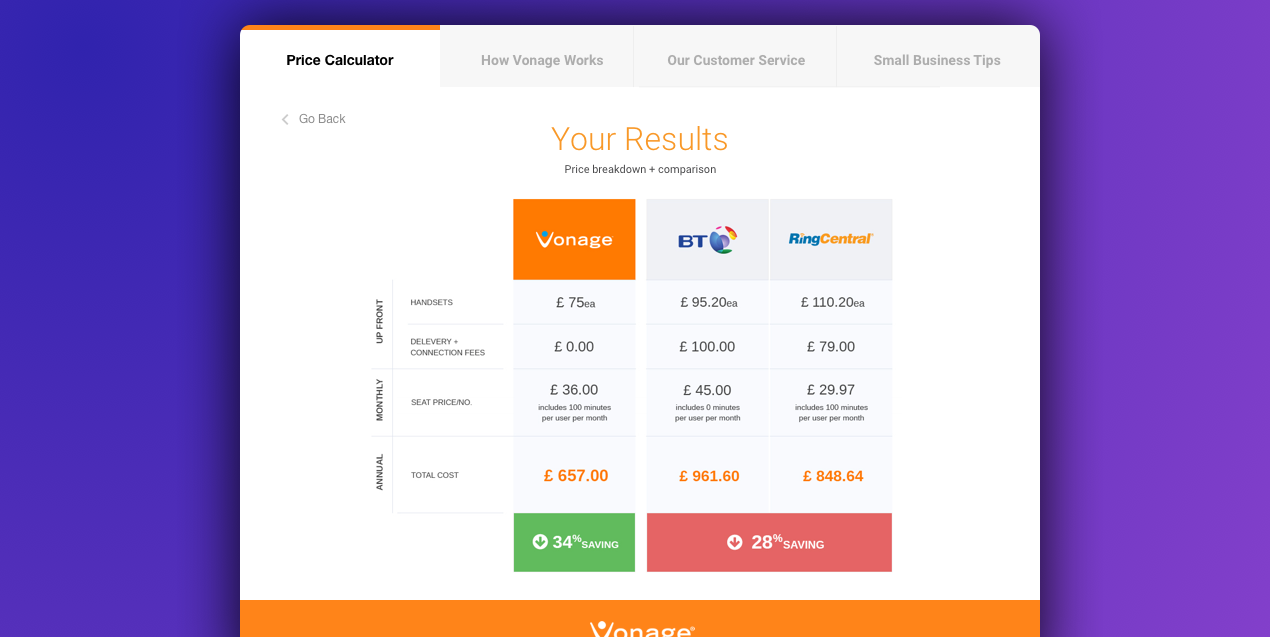 Price Calculator
How Vonage Works
Our Customer Service
Small Business Tips
Go Back
Your Results
Price breakdown + comparison
Vonage
BT
RingCentral
UP FRONT
HANDSETS
£ 75ea
£ 95.20ea
£ 110.20ea
DELEVERY +
CONNECTION FEES
£ 0.00
£ 100.00
£ 79.00
MONTHLY
SEAT PRICE/NO.
£ 36.00
includes 100 minutes
per user per month
£ 45.00
includes 0 minutes
per user per month
£ 29.97
includes 100 minutes
per user per month
ANNUAL
TOTAL COST
£ 657.00
£ 961.60
£ 848.64
34% SAVING
28% SAVING
Vonage®